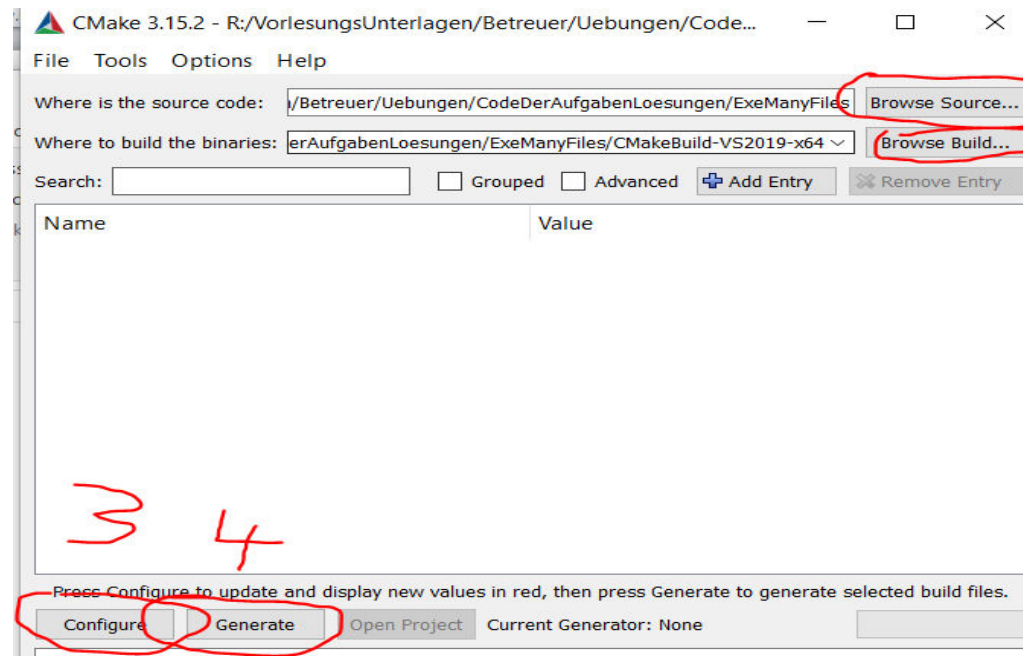 CMake 3.15.2 - R:/VorlesungsUnterlagen/Betreuer/Uebungen/Code...
File Tools Options Help
Where is the source code: /Betreuer/Uebungen/CodeDerAufgabenLoesungen/ExeManyFiles Browse Source...
Where to build the binaries: erAufgabenLoesungen/ExeManyFiles/CMakeBuild-VS2019-x64 Browse Build...
Search: Grouped Advanced Add Entry Remove Entry
Name Value
3 4
Press Configure to update and display new values in red, then press Generate to generate selected build files.
Configure Generate Open Project Current Generator: None